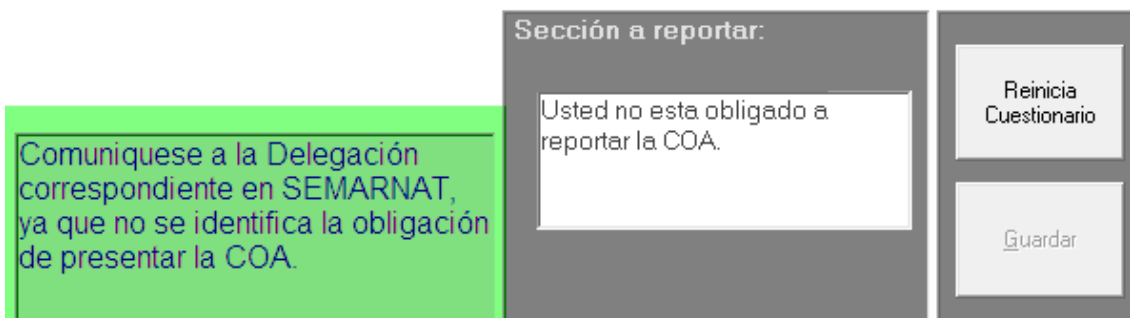 Comuniquese a la Delegación
correspondiente en SEMARNAT,
ya que no se identifica la obligación
de presentar la COA.
Sección a reportar:
Usted no esta obligado a
reportar la COA.
Reinicia
Cuestionario
Guardar